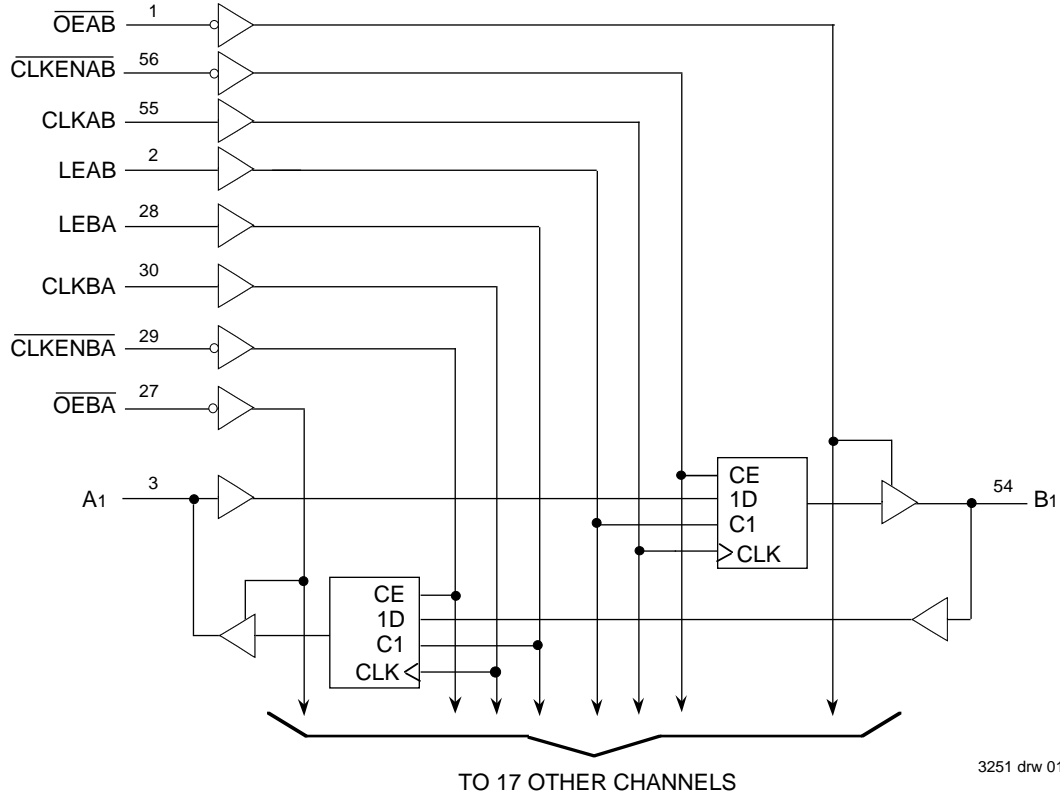 OEAB 1
CLKENAB 56
CLKAB 55
LEAB 2
LEBA 28
CLKBA 30
CLKENBA 29
OEBA 27
A1 3
CE
1D
C1
CLK
54 B1
CE
1D
C1
CLK
TO 17 OTHER CHANNELS
3251 drw 01